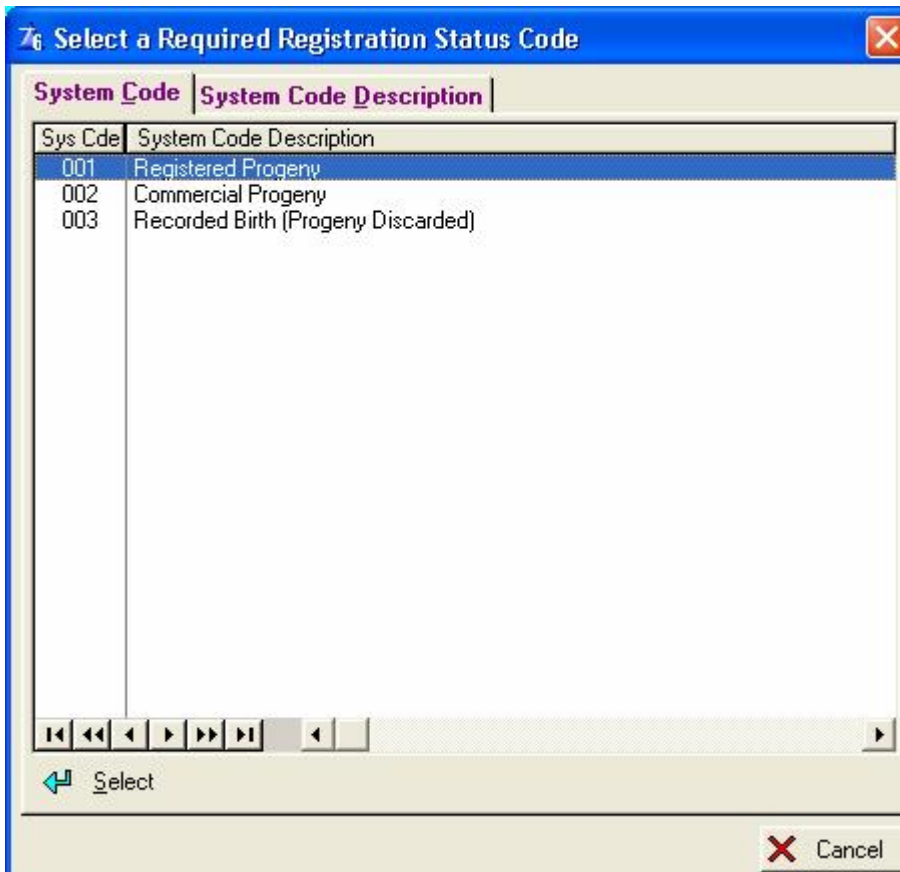 Select a Required Registration Status Code
System Code System Code Description
Sys Cde System Code Description
001 Registered Progeny
002 Commercial Progeny
003 Recorded Birth (Progeny Discarded)
Select
Cancel